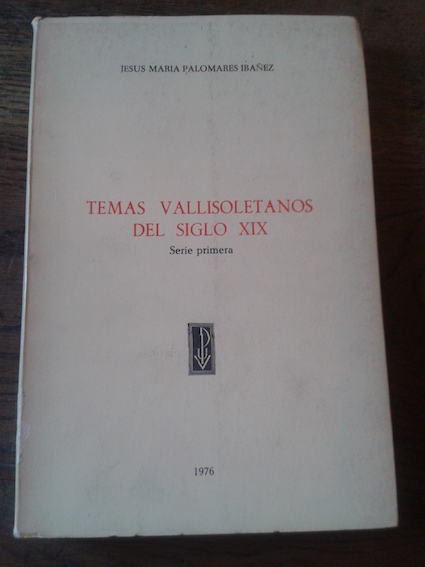 JESUS MARIA PALOMARES IBAÑEZ
TEMAS VALLISOLETANOS
DEL SIGLO XIX
Serie primera
1976